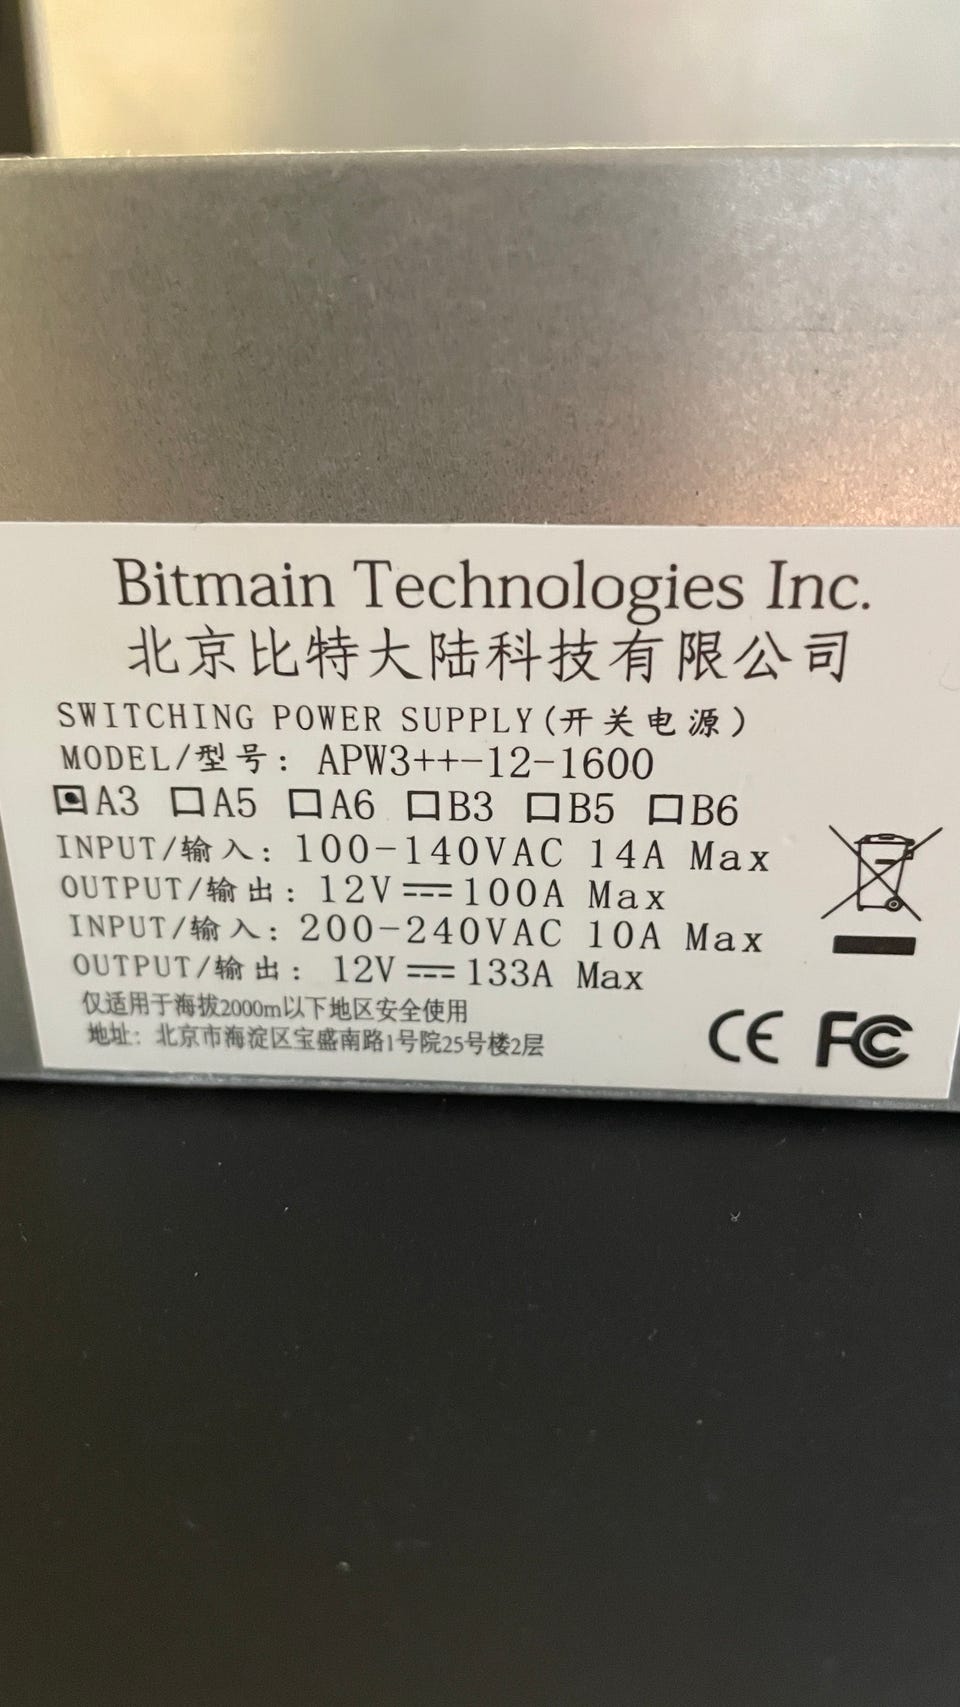 Bitmain Technologies Inc.
北京比特大陆科技有限公司
SWITCHING POWER SUPPLY(开关电源)
MODEL/型号: APW3++-12-1600
A3 A5 A6 B3 B5 B6
INPUT/输入: 100-140VAC 14A Max
OUTPUT/输出: 12V⎓100A Max
INPUT/输入: 200-240VAC 10A Max
OUTPUT/输出: 12V⎓133A Max
仅适用于海拔2000m以下地区安全使用
地址: 北京市海淀区宝盛南路1号院25号楼2层
CE FC